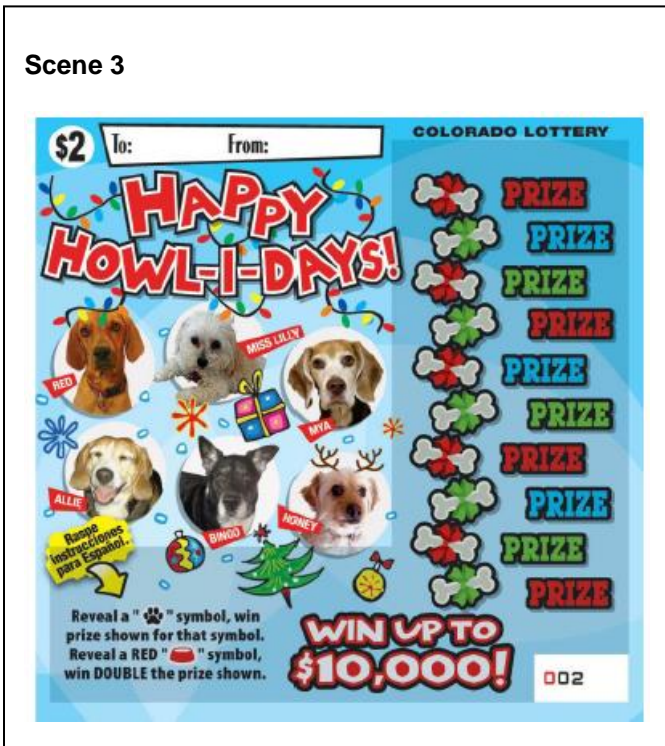 Scene 3
$2 To: From:
COLORADO LOTTERY
HAPPY
HOWL-I-DAYS!
RED
MISS LILLY
MYA
ALLIE
BINGO
HONEY
Raspe
instrucciones
para Español.
Reveal a " " symbol, win
prize shown for that symbol.
Reveal a RED " " symbol,
win DOUBLE the prize shown.
WIN UP TO
$10,000!
PRIZE
PRIZE
PRIZE
PRIZE
PRIZE
PRIZE
PRIZE
PRIZE
PRIZE
PRIZE
002